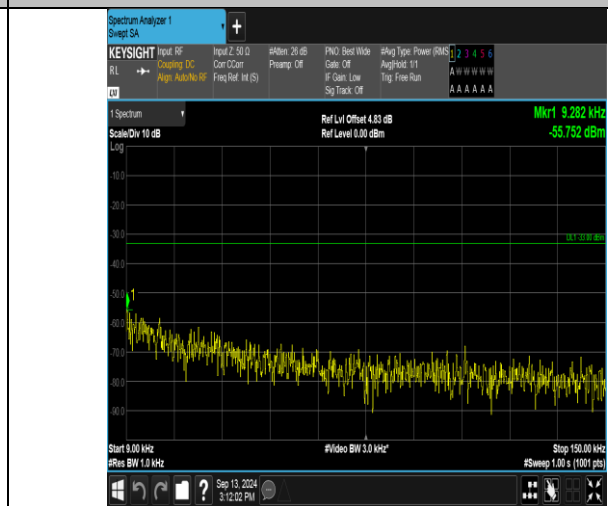 Spectrum Analyzer 1
Swept SA
+
KEYSIGHT
RL
LXI
Input: RF
Coupling: DC
Align: Auto/No RF
Input Z: 50 Ω
Corr CCorr
Freq Ref: Int (S)
#Atten: 26 dB
Preamp: Off
PNO: Best Wide
Gate: Off
IF Gain: Low
Sig Track: Off
#Avg Type: Power (RMS
Avg|Hold: 1/1
Trig: Free Run
1 2 3 4 5 6
A W W W W W
A A A A A A
1 Spectrum
Scale/Div 10 dB
Ref Lvl Offset 4.83 dB
Ref Level 0.00 dBm
Mkr1 9.282 kHz
-55.752 dBm
Log
-10.0
-20.0
-30.0
DL1 -33.00 dBm
-40.0
-50.0
1
-60.0
-70.0
-80.0
-90.0
Start 9.00 kHz
#Video BW 3.0 kHz*
Stop 150.00 kHz
#Res BW 1.0 kHz
#Sweep 1.00 s (1001 pts)
?
Sep 13, 2024
3:12:02 PM